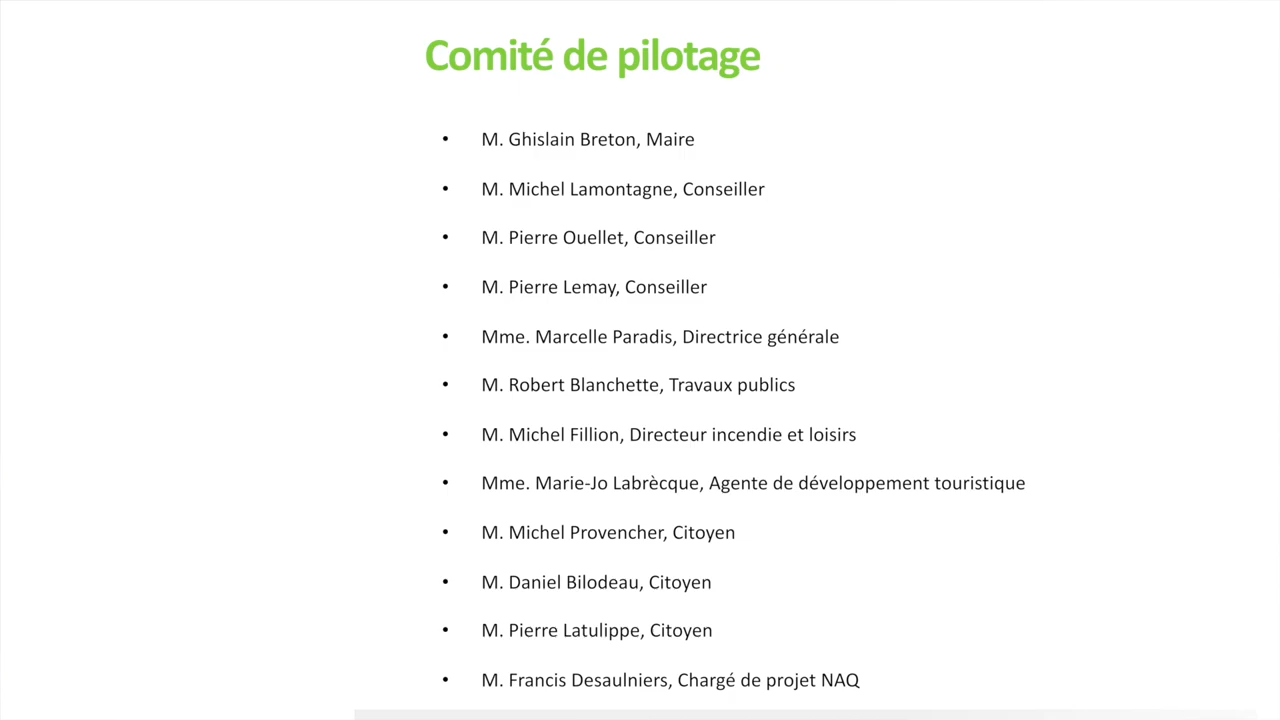 Comité de pilotage
• M. Ghislain Breton, Maire
• M. Michel Lamontagne, Conseiller
• M. Pierre Ouellet, Conseiller
• M. Pierre Lemay, Conseiller
• Mme. Marcelle Paradis, Directrice générale
• M. Robert Blanchette, Travaux publics
• M. Michel Fillion, Directeur incendie et loisirs
• Mme. Marie-Jo Labrècque, Agente de développement touristique
• M. Michel Provencher, Citoyen
• M. Daniel Bilodeau, Citoyen
• M. Pierre Latulippe, Citoyen
• M. Francis Desaulniers, Chargé de projet NAQ